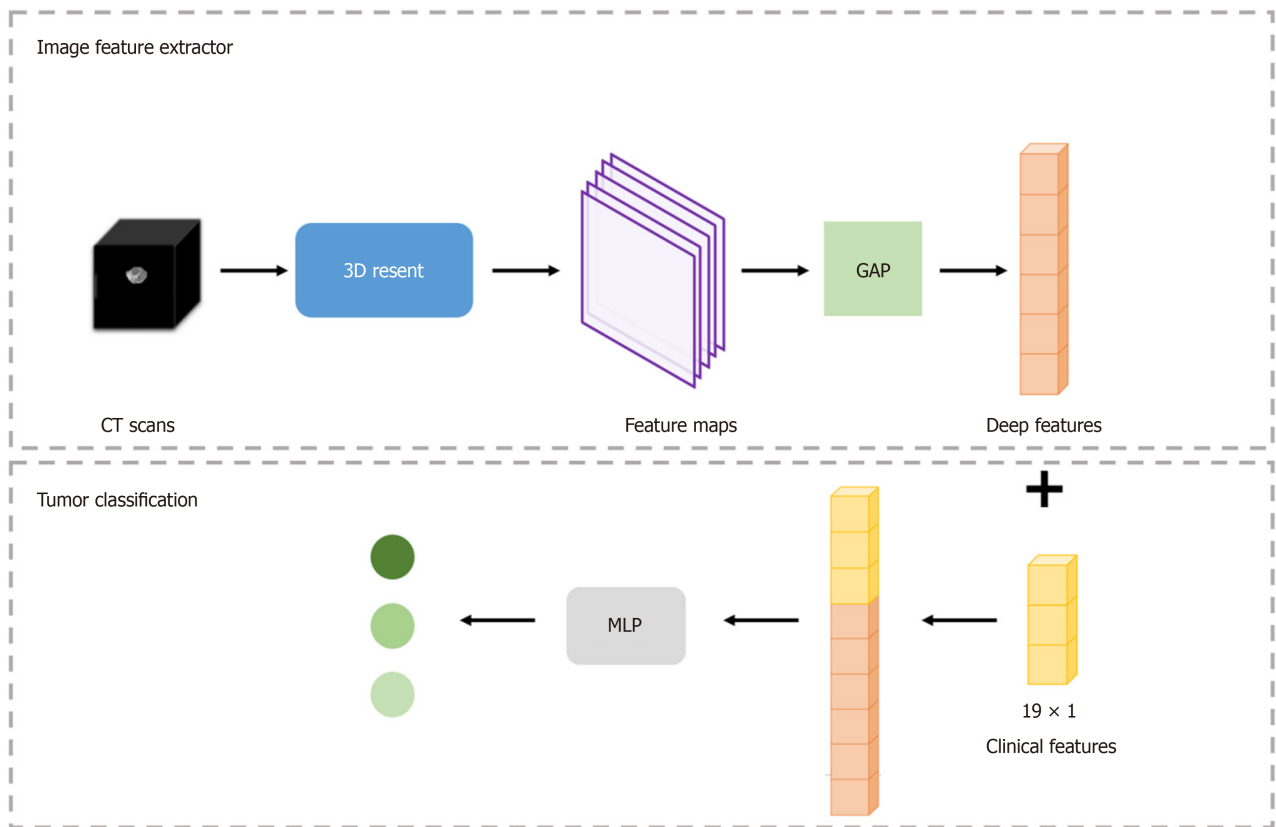 Image feature extractor
3D resent
GAP
CT scans
Feature maps
Deep features
Tumor classification
+
MLP
19 × 1
Clinical features